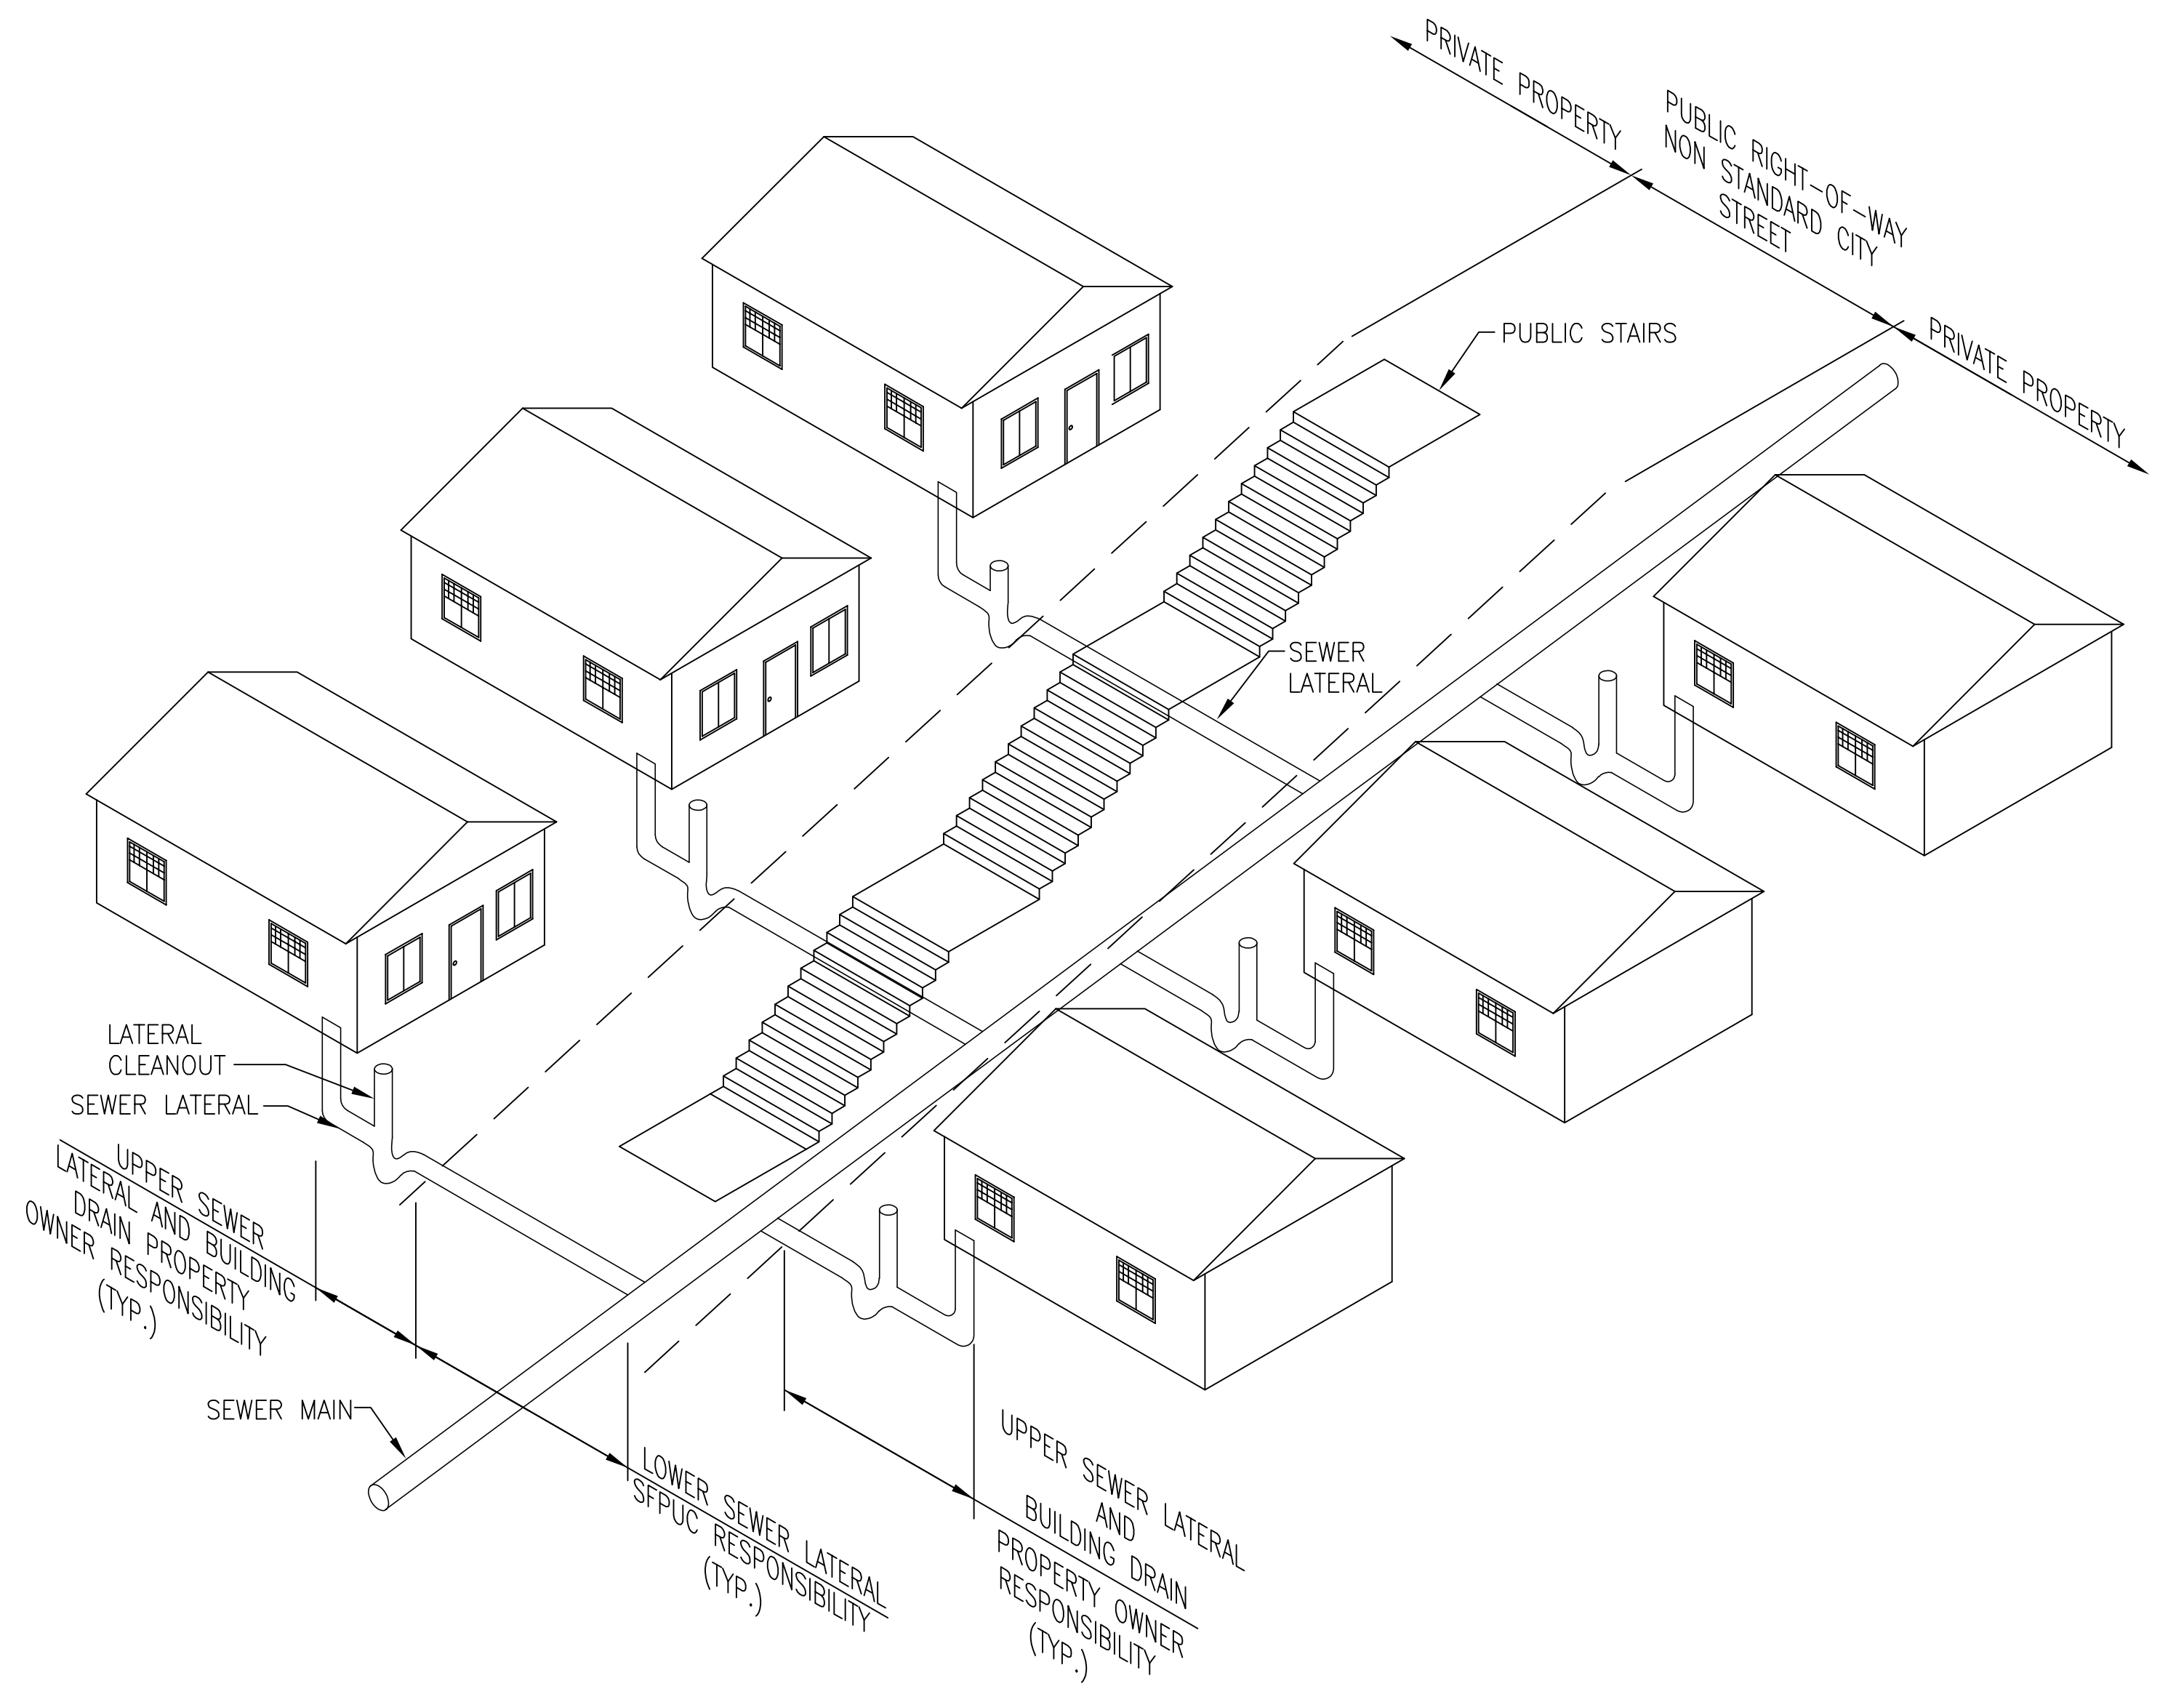 PRIVATE PROPERTY
PUBLIC RIGHT-OF-WAY
NON STANDARD CITY
STREET
PRIVATE PROPERTY
PUBLIC STAIRS
SEWER
LATERAL
LATERAL
CLEANOUT
SEWER LATERAL
UPPER SEWER
LATERAL AND BUILDING
DRAIN PROPERTY
OWNER RESPONSIBILITY
(TYP.)
SEWER MAIN
LOWER SEWER LATERAL
SFPUC RESPONSIBILITY
(TYP.)
UPPER SEWER LATERAL
AND
BUILDING DRAIN
PROPERTY OWNER
RESPONSIBILITY
(TYP.)